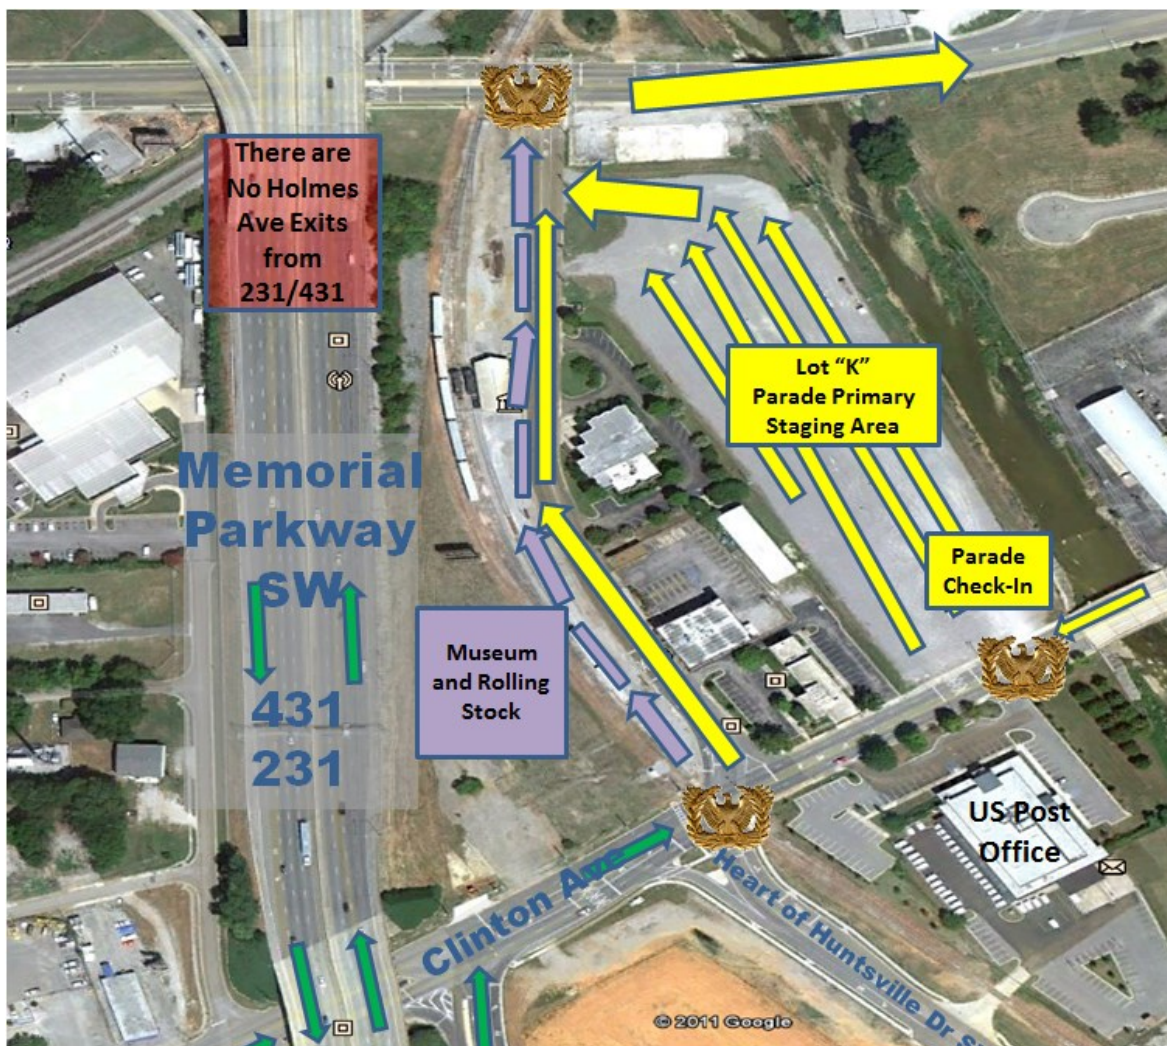 There are
No Holmes
Ave Exits
from
231/431
Lot “K”
Parade Primary
Staging Area
Memorial
Parkway
SW
Parade
Check-In
Museum
and Rolling
Stock
431
231
US Post
Office
Clinton Ave
Heart of Huntsville Dr S
© 2011 Google